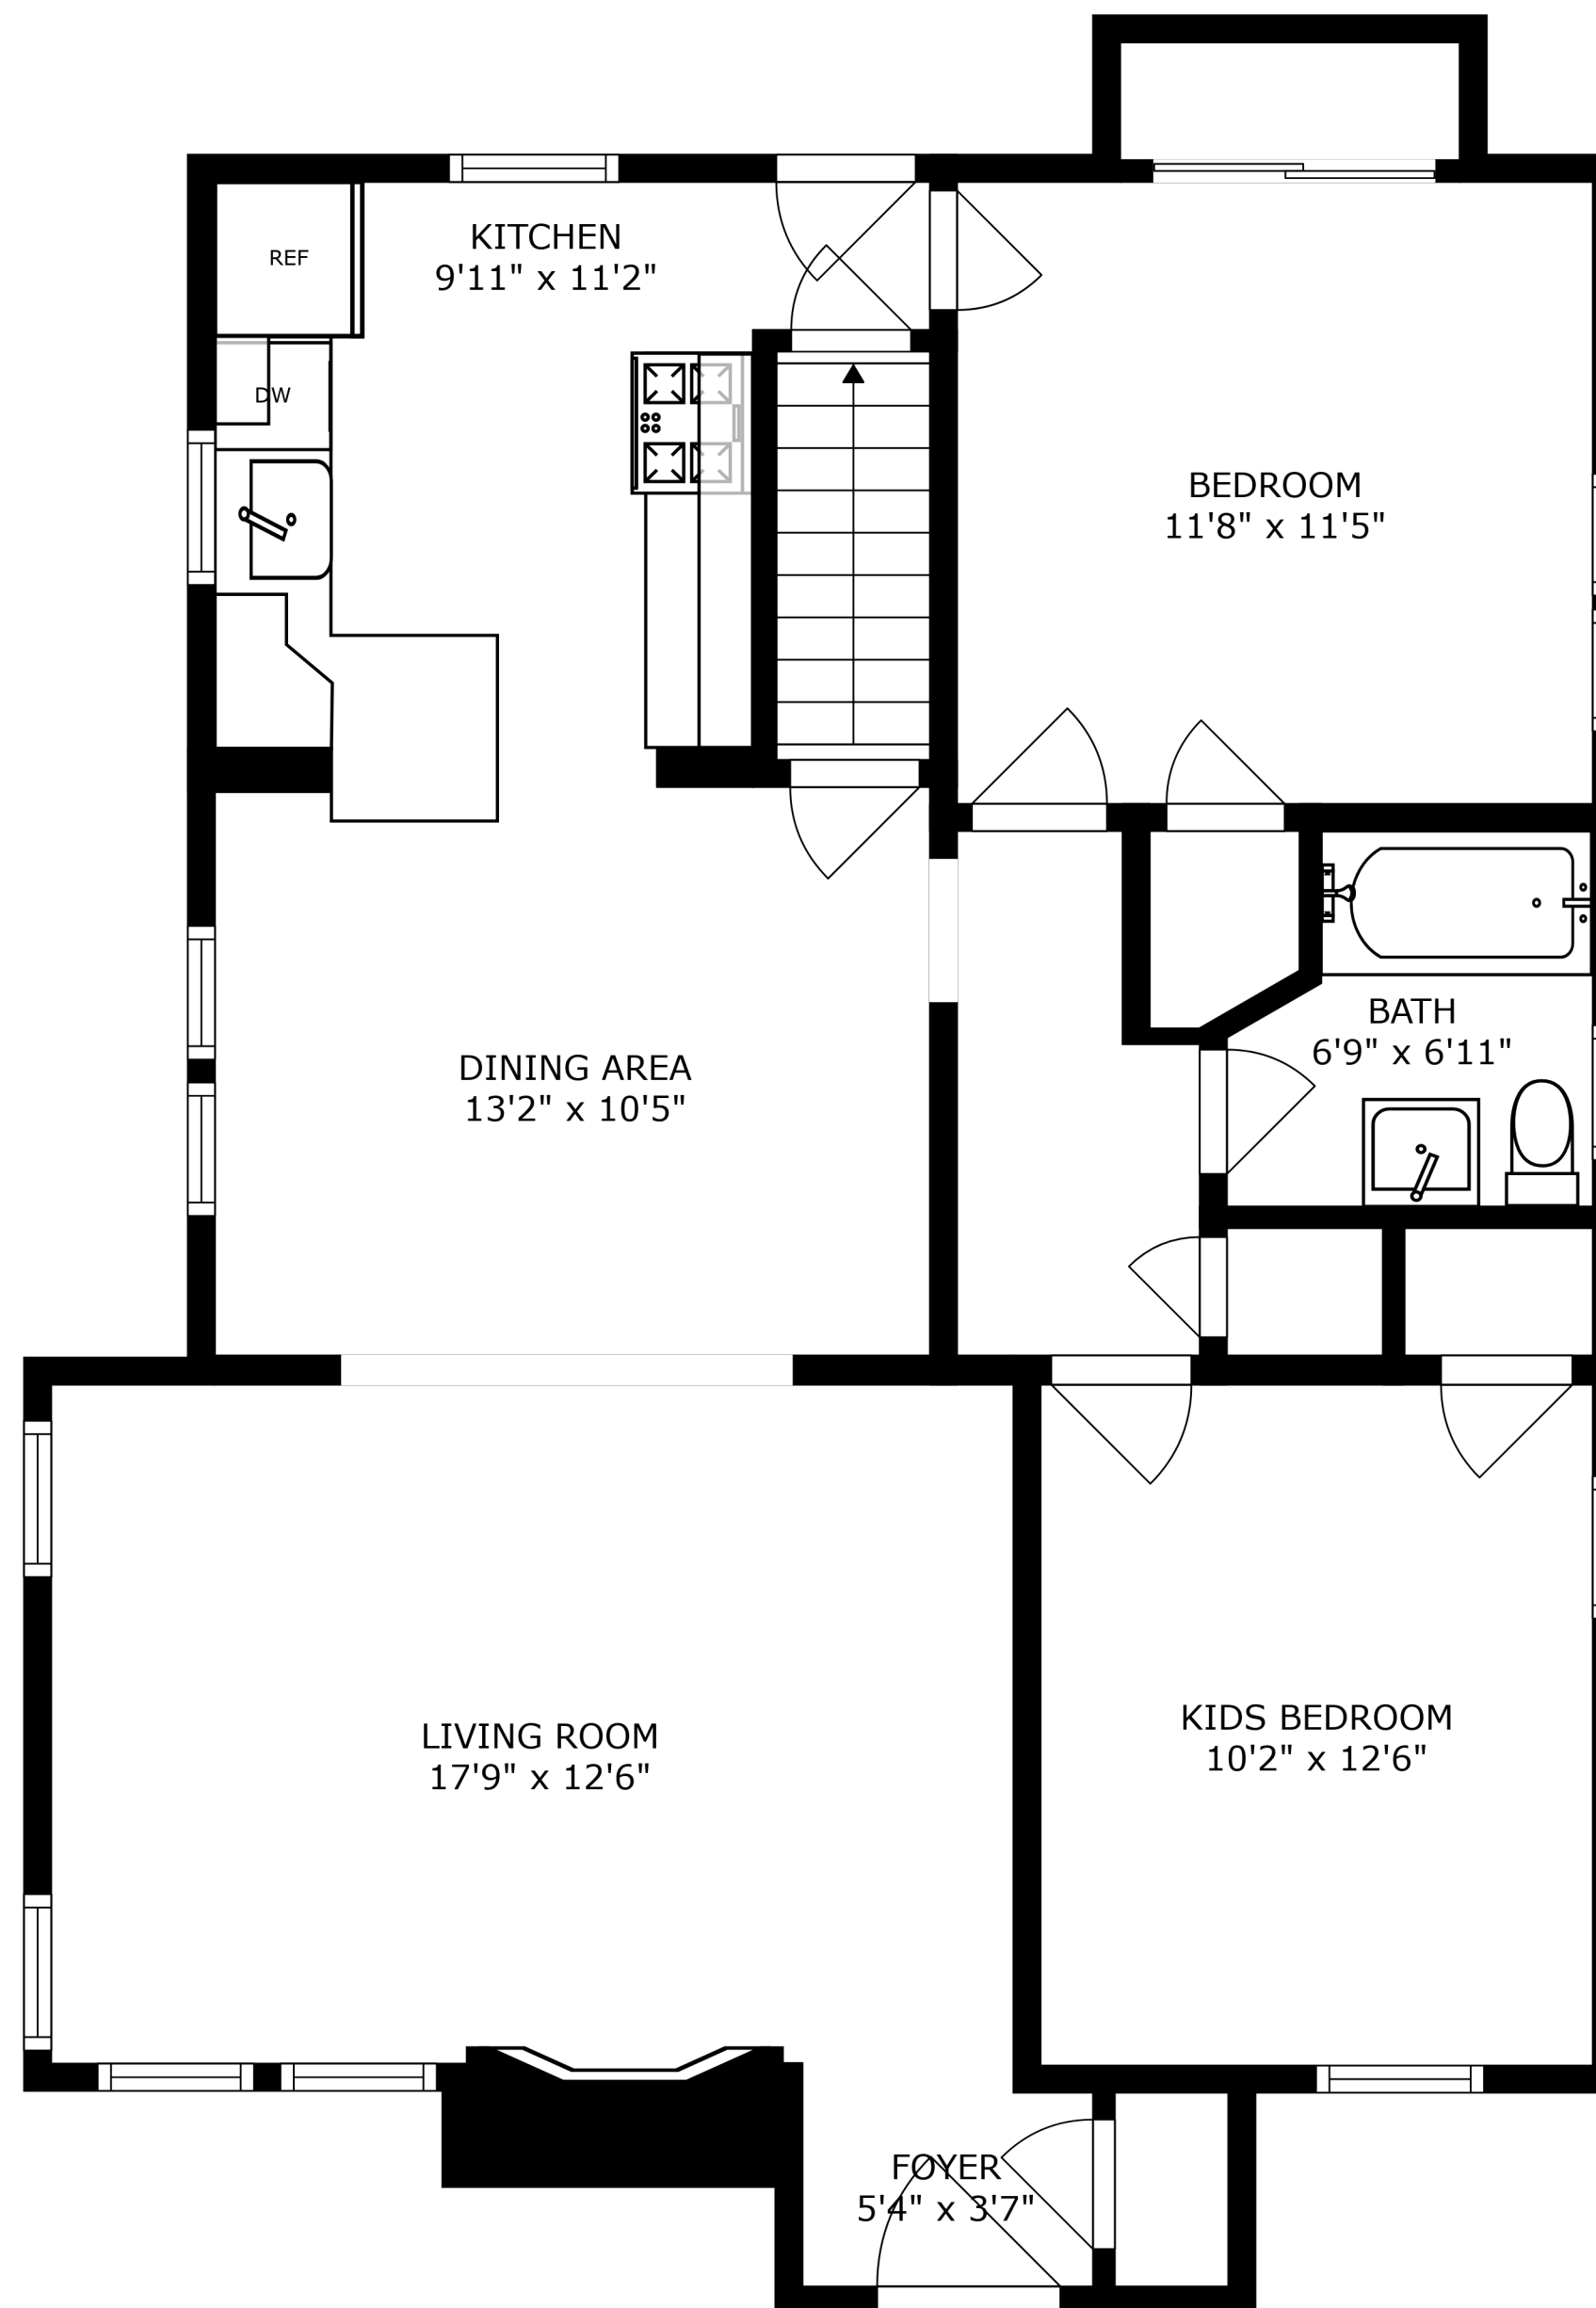 KITCHEN
9'11" x 11'2"
REF
DW
BEDROOM
11'8" x 11'5"
BATH
6'9" x 6'11"
DINING AREA
13'2" x 10'5"
LIVING ROOM
17'9" x 12'6"
KIDS BEDROOM
10'2" x 12'6"
FOYER
5'4" x 3'7"